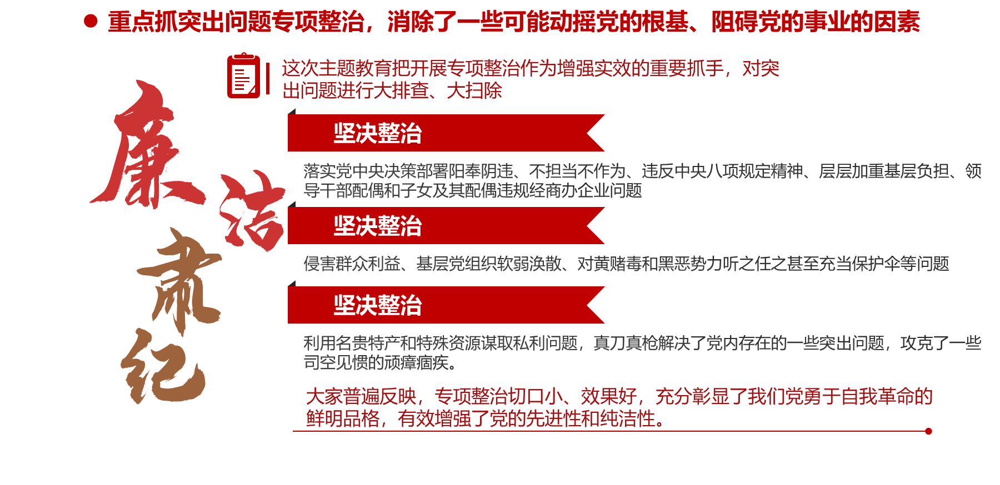 重点抓突出问题专项整治，消除了一些可能动摇党的根基、阻碍党的事业的因素
这次主题教育把开展专项整治作为增强实效的重要抓手，对突
出问题进行大排查、大扫除
廉
洁
肃
纪
坚决整治
落实党中央决策部署阳奉阴违、不担当不作为、违反中央八项规定精神、层层加重基层负担、领
导干部配偶和子女及其配偶违规经商办企业问题
坚决整治
侵害群众利益、基层党组织软弱涣散、对黄赌毒和黑恶势力听之任之甚至充当保护伞等问题
坚决整治
利用名贵特产和特殊资源谋取私利问题，真刀真枪解决了党内存在的一些突出问题，攻克了一些
司空见惯的顽瘴痼疾。
大家普遍反映，专项整治切口小、效果好，充分彰显了我们党勇于自我革命的
鲜明品格，有效增强了党的先进性和纯洁性。